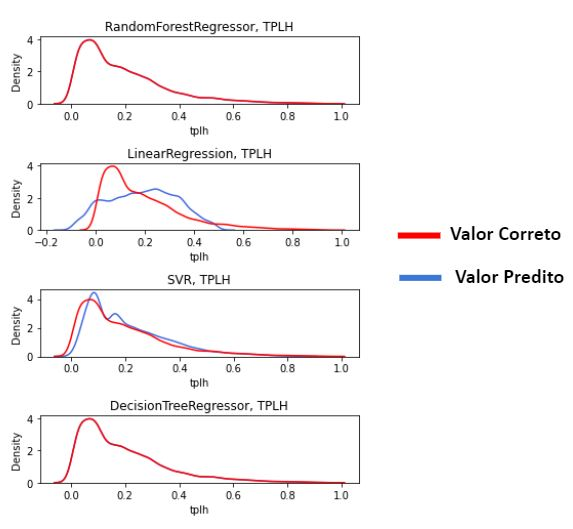 RandomForestRegressor, TPLH
4
2
0
Density
0.0 0.2 0.4 0.6 0.8 1.0
tplh
LinearRegression, TPLH
4
2
0
Density
−0.2 0.0 0.2 0.4 0.6 0.8 1.0
tplh
Valor Correto
Valor Predito
SVR, TPLH
4
2
0
Density
0.0 0.2 0.4 0.6 0.8 1.0
tplh
DecisionTreeRegressor, TPLH
4
2
0
Density
0.0 0.2 0.4 0.6 0.8 1.0
tplh